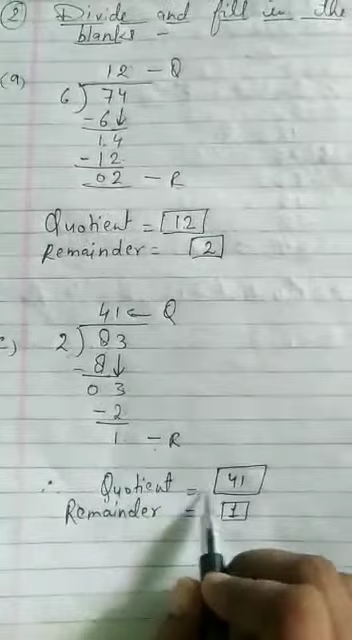 ② Divide and fill in the
blanks -
(a)
12 - Q
6) 74
-6↓
14
-12
02 - R
Quotient = 12
Remainder = 2
41 ← Q
2) 83
-8↓
03
-2
1 - R
∴ Quotient = 41
Remainder = 1